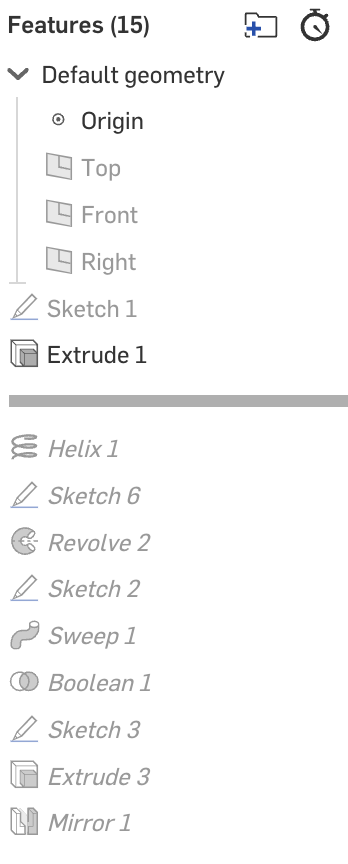 Features (15)
Default geometry
Origin
Top
Front
Right
Sketch 1
Extrude 1
Helix 1
Sketch 6
Revolve 2
Sketch 2
Sweep 1
Boolean 1
Sketch 3
Extrude 3
Mirror 1